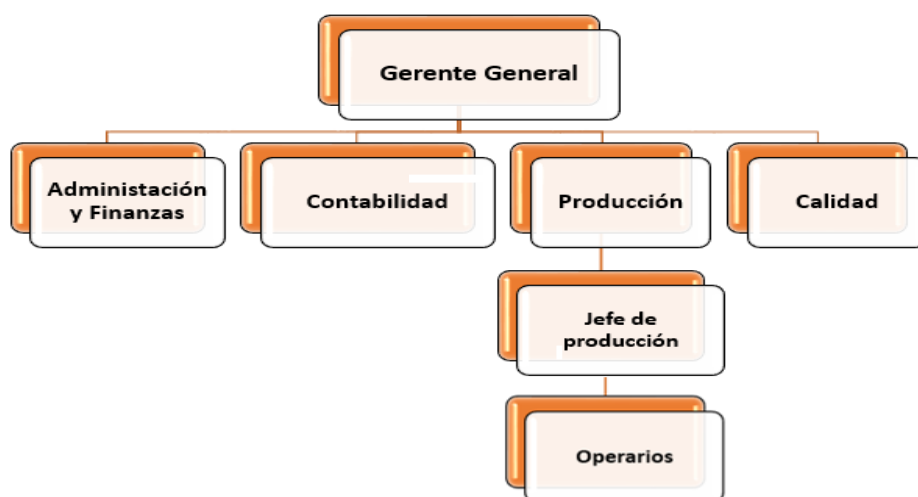 Gerente General
Administación
y Finanzas
Contabilidad
Producción
Calidad
Jefe de
producción
Operarios